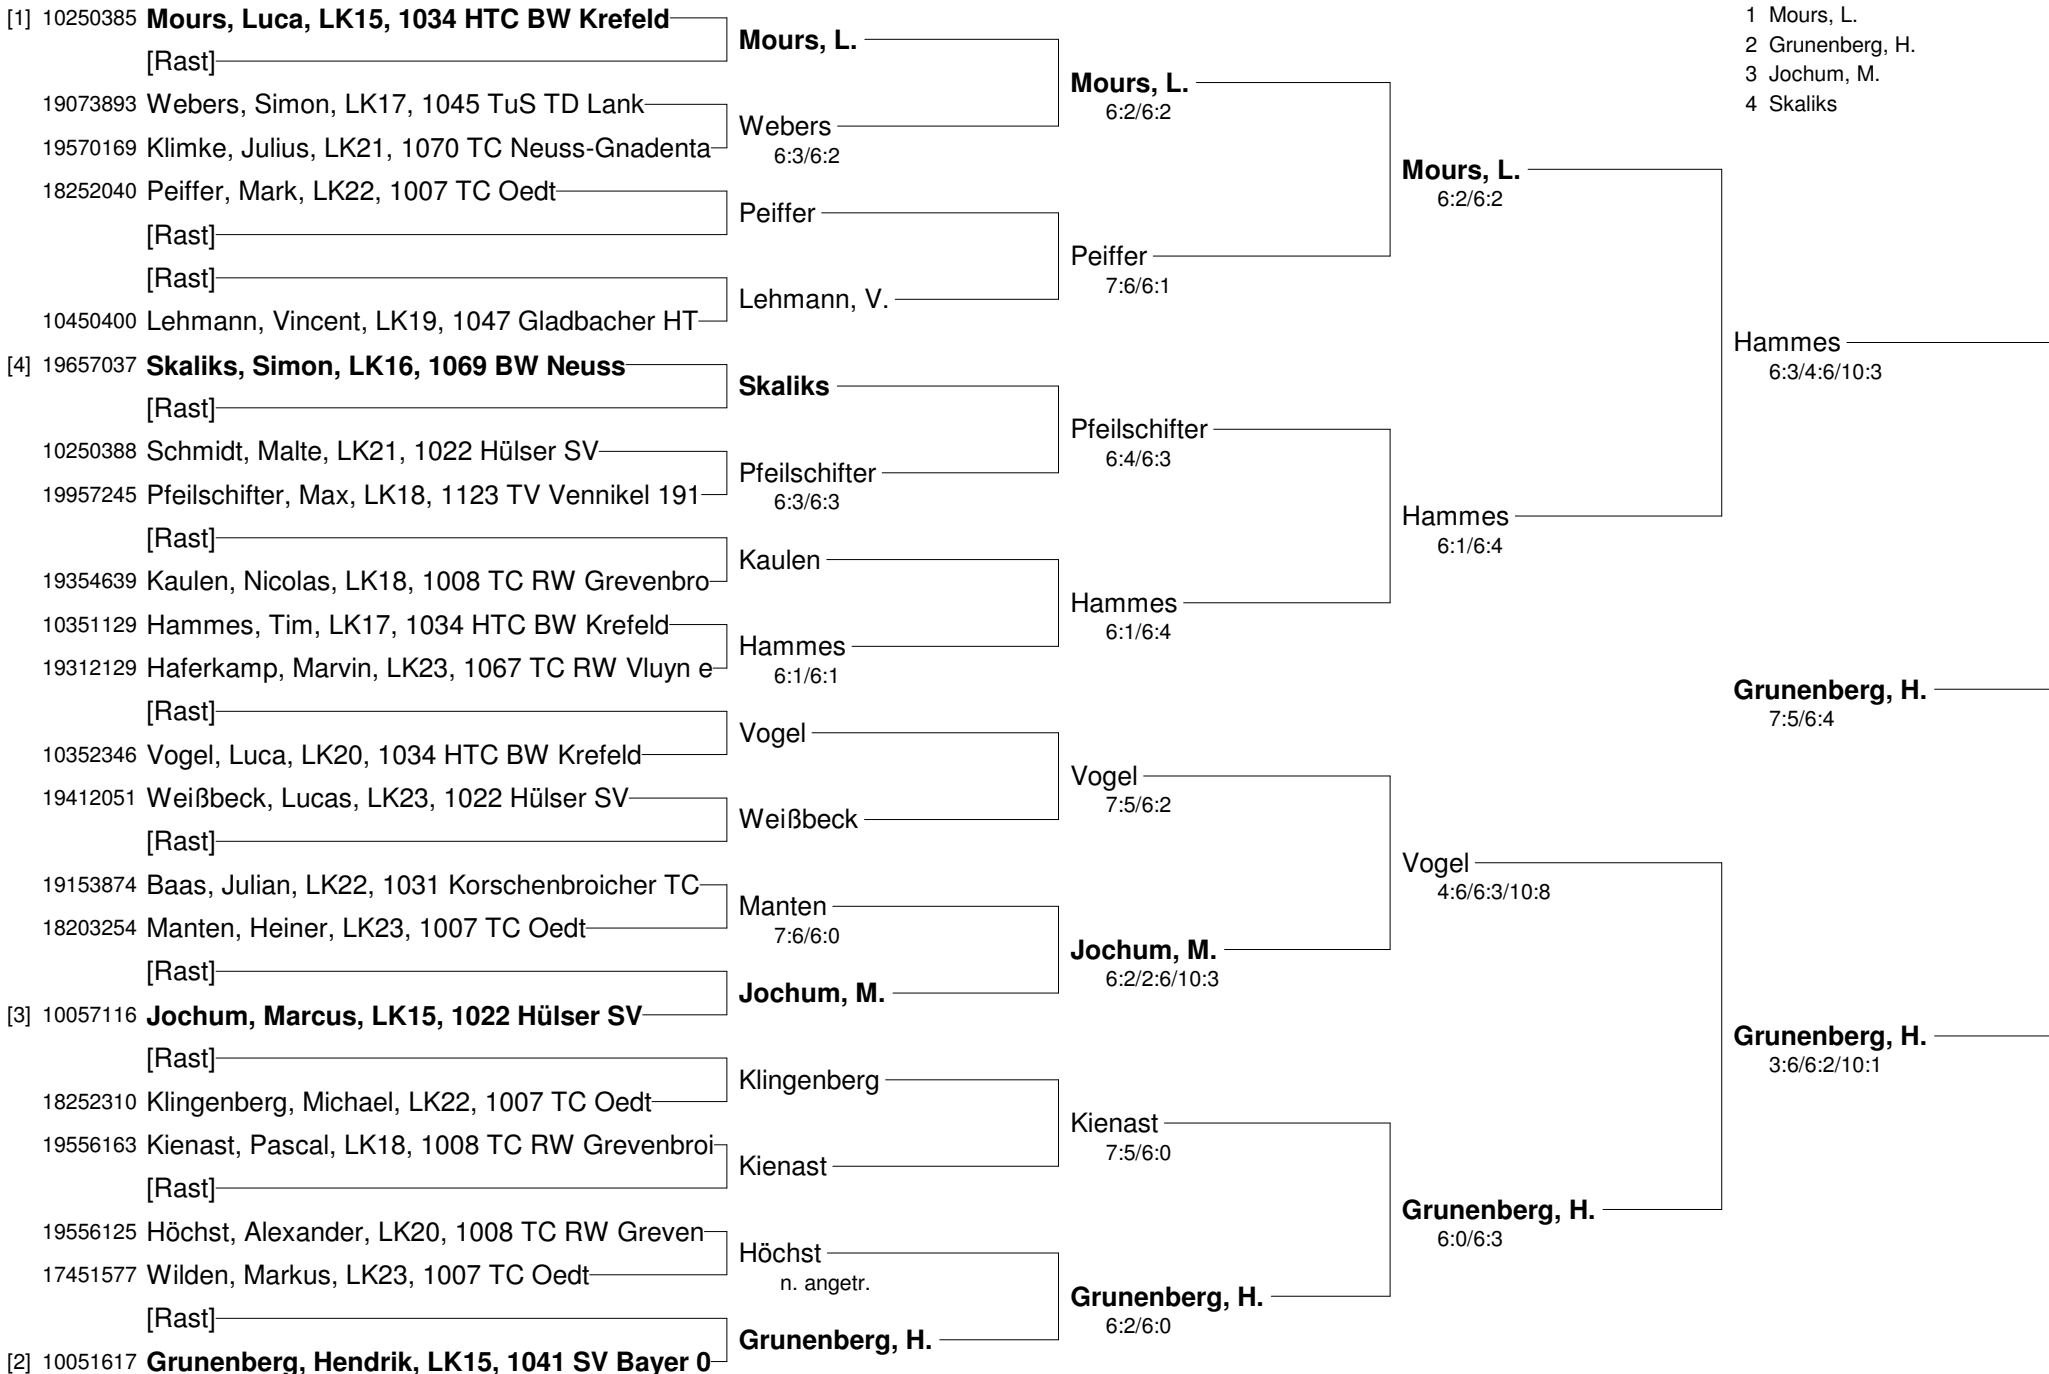 [1] 10250385 Mours, Luca, LK15, 1034 HTC BW Krefeld
[Rast]
19073893 Webers, Simon, LK17, 1045 TuS TD Lank
19570169 Klimke, Julius, LK21, 1070 TC Neuss-Gnadenta
18252040 Peiffer, Mark, LK22, 1007 TC Oedt
[Rast]
[Rast]
10450400 Lehmann, Vincent, LK19, 1047 Gladbacher HT
[4] 19657037 Skaliks, Simon, LK16, 1069 BW Neuss
[Rast]
10250388 Schmidt, Malte, LK21, 1022 Hülser SV
19957245 Pfeilschifter, Max, LK18, 1123 TV Vennikel 191
[Rast]
19354639 Kaulen, Nicolas, LK18, 1008 TC RW Grevenbro
10351129 Hammes, Tim, LK17, 1034 HTC BW Krefeld
19312129 Haferkamp, Marvin, LK23, 1067 TC RW Vluyn e
[Rast]
10352346 Vogel, Luca, LK20, 1034 HTC BW Krefeld
19412051 Weißbeck, Lucas, LK23, 1022 Hülser SV
[Rast]
19153874 Baas, Julian, LK22, 1031 Korschenbroicher TC
18203254 Manten, Heiner, LK23, 1007 TC Oedt
[Rast]
[3] 10057116 Jochum, Marcus, LK15, 1022 Hülser SV
[Rast]
18252310 Klingenberg, Michael, LK22, 1007 TC Oedt
19556163 Kienast, Pascal, LK18, 1008 TC RW Grevenbroi
[Rast]
19556125 Höchst, Alexander, LK20, 1008 TC RW Greven
17451577 Wilden, Markus, LK23, 1007 TC Oedt
[Rast]
[2] 10051617 Grunenberg, Hendrik, LK15, 1041 SV Bayer 0
Mours, L.
Webers
6:3/6:2
Peiffer
Lehmann, V.
Skaliks
Pfeilschifter
6:3/6:3
Kaulen
Hammes
6:1/6:1
Vogel
Weißbeck
Manten
7:6/6:0
Jochum, M.
Klingenberg
Kienast
Höchst
n. angetr.
Grunenberg, H.
Mours, L.
6:2/6:2
Peiffer
7:6/6:1
Pfeilschifter
6:4/6:3
Hammes
6:1/6:4
Vogel
7:5/6:2
Jochum, M.
6:2/2:6/10:3
Kienast
7:5/6:0
Grunenberg, H.
6:2/6:0
Mours, L.
6:2/6:2
Hammes
6:1/6:4
Vogel
4:6/6:3/10:8
Grunenberg, H.
6:0/6:3
1 Mours, L.
2 Grunenberg, H.
3 Jochum, M.
4 Skaliks
Hammes
6:3/4:6/10:3
Grunenberg, H.
7:5/6:4
Grunenberg, H.
3:6/6:2/10:1